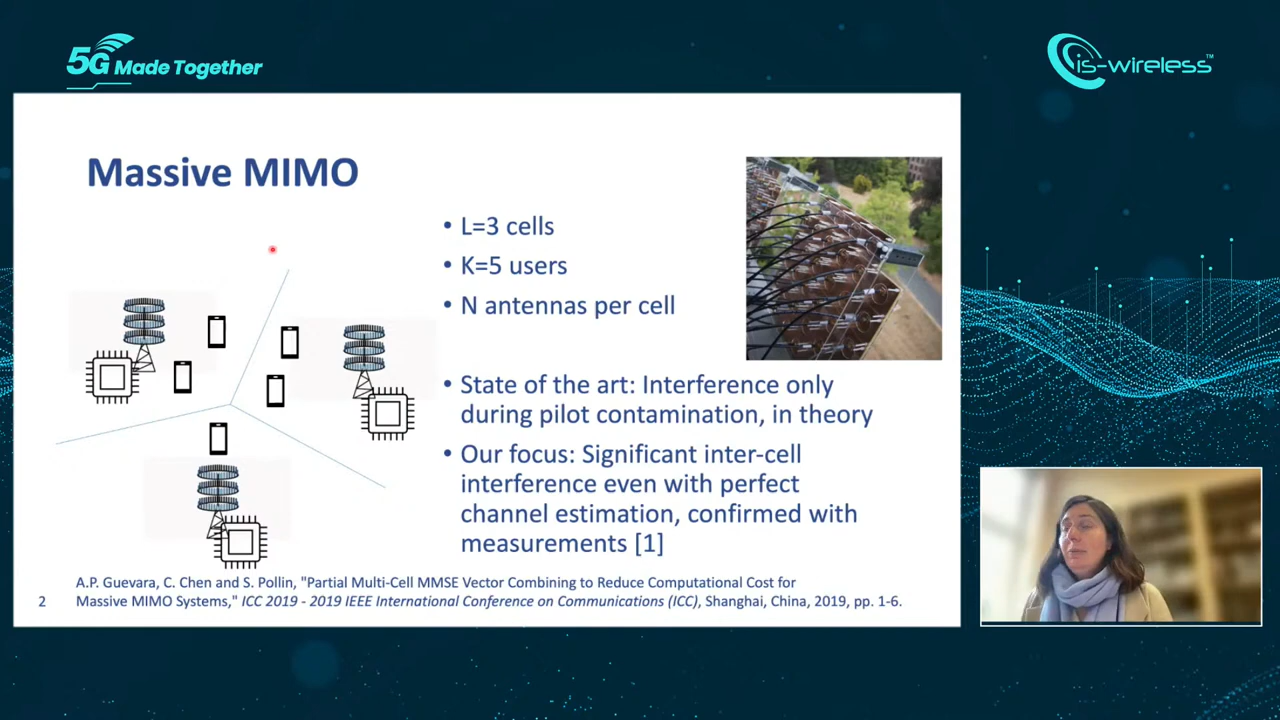 5G Made Together
is-wireless™
Massive MIMO
• L=3 cells
• K=5 users
• N antennas per cell
• State of the art: Interference only
during pilot contamination, in theory
• Our focus: Significant inter-cell
interference even with perfect
channel estimation, confirmed with
measurements [1]
A.P. Guevara, C. Chen and S. Pollin, "Partial Multi-Cell MMSE Vector Combining to Reduce Computational Cost for
Massive MIMO Systems," ICC 2019 - 2019 IEEE International Conference on Communications (ICC), Shanghai, China, 2019, pp. 1-6.
2